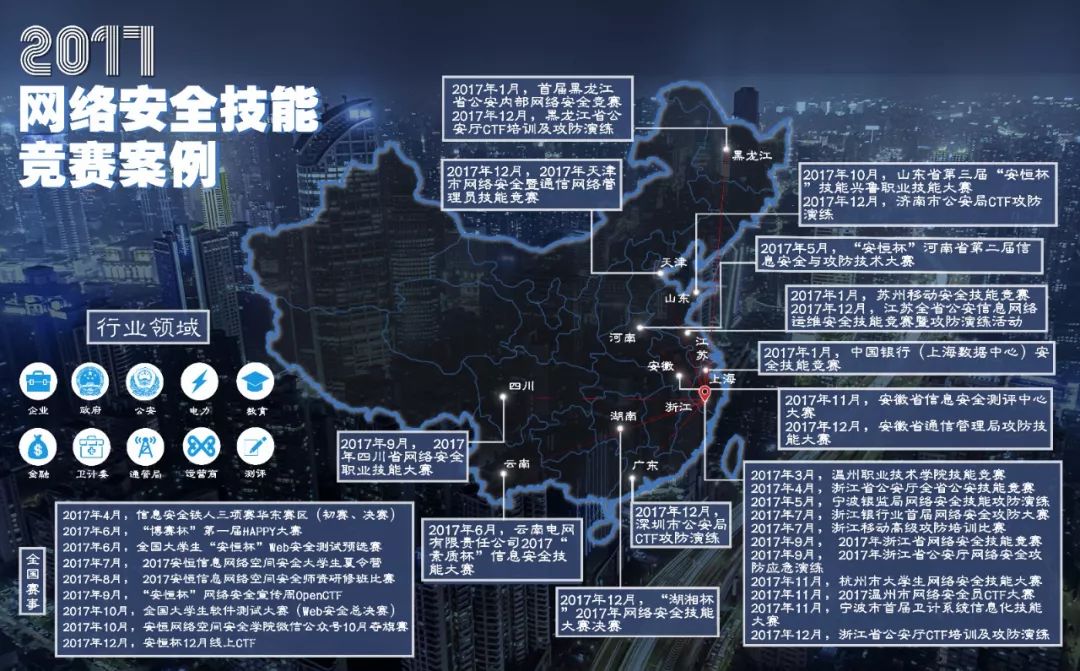 2017
网络安全技能
竞赛案例
2017年1月，首届黑龙江
省公安内部网络安全竞赛
2017年12月，黑龙江省公
安厅CTF培训及攻防演练
2017年12月，2017年天津
市网络安全暨通信网络管
理员技能竞赛
黑龙江
2017年10月，山东省第三届“安恒杯
”技能兴鲁职业技能大赛
2017年12月，济南市公安局CTF攻防
演练
2017年5月，“安恒杯”河南省第二届信
息安全与攻防技术大赛
天津
山东
2017年1月，苏州移动安全技能竞赛
2017年12月，江苏全省公安信息网络
运维安全技能竞赛暨攻防演练活动
河南
江苏
2017年1月，中国银行（上海数据中心）安
全技能竞赛
安徽
上海
浙江
2017年11月，安徽省信息安全测评中心
大赛
2017年12月，安徽省通信管理局攻防技
能大赛
行业领域
企业
政府
公安
电力
教育
金融
卫计委
通管局
运营商
测评
四川
湖南
2017年9月， 2017
年四川省网络安全
职业技能大赛
云南
广东
2017年6月，云南电网
有限责任公司2017“
素质杯”信息安全技
能大赛
2017年12月，
深圳市公安局
CTF攻防演练
2017年12月，“湖湘杯
”2017年网络安全技能
大赛决赛
2017年3月，温州职业技术学院技能竞赛
2017年4月，浙江省公安厅全省公安技能竞赛
2017年5月，宁波银监局网络安全技能攻防演练
2017年7月，浙江银行业首届网络安全攻防大赛
2017年7月，浙江移动高级攻防培训比赛
2017年9月， 2017年浙江省网络安全技能竞赛
2017年9月， 2017年浙江省公安厅网络安全攻
防应急演练
2017年11月，杭州市大学生网络安全技能大赛
2017年11月，2017温州市网络安全员CTF大赛
2017年11月，宁波市首届卫计系统信息化技能
大赛
2017年12月，浙江省公安厅CTF培训及攻防演练
全国赛事
2017年4月，信息安全铁人三项赛华东赛区（初赛、决赛）
2017年6月，“博赛杯”第一届HAPPY大赛
2017年6月，全国大学生“安恒杯”Web安全测试预选赛
2017年7月， 2017安恒信息网络空间安全大学生夏令营
2017年8月， 2017安恒信息网络空间安全师资研修班比赛
2017年9月，“安恒杯”网络安全宣传周OpenCTF
2017年10月，全国大学生软件测试大赛（Web安全总决赛）
2017年10月，安恒网络空间安全学院微信公众号10月夺旗赛
2017年12月，安恒杯12月线上CTF